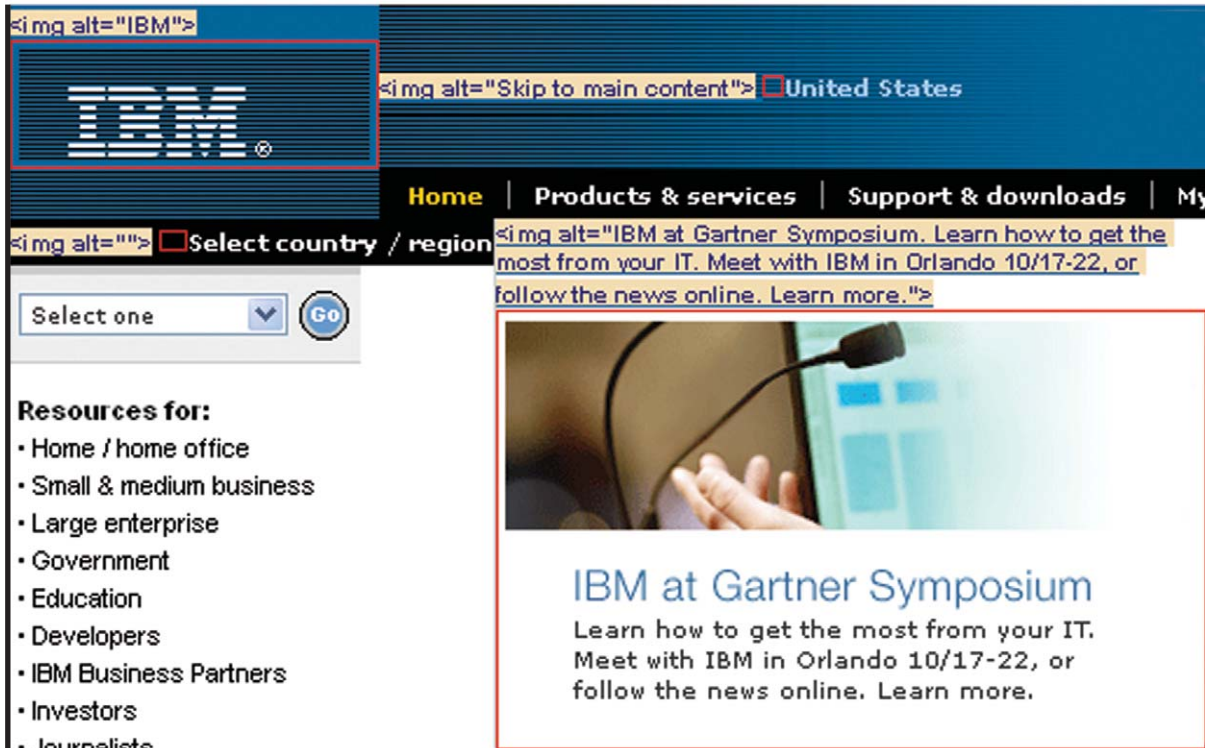 <img alt="IBM">
IBM®
<img alt="Skip to main content"> United States
Home | Products & services | Support & downloads | My
<img alt=""> Select country / region
<img alt="IBM at Gartner Symposium. Learn how to get the
most from your IT. Meet with IBM in Orlando 10/17-22, or
follow the news online. Learn more.">
Select one Go
Resources for:
· Home / home office
· Small & medium business
· Large enterprise
· Government
· Education
· Developers
· IBM Business Partners
· Investors
· Journalists
IBM at Gartner Symposium
Learn how to get the most from your IT.
Meet with IBM in Orlando 10/17-22, or
follow the news online. Learn more.